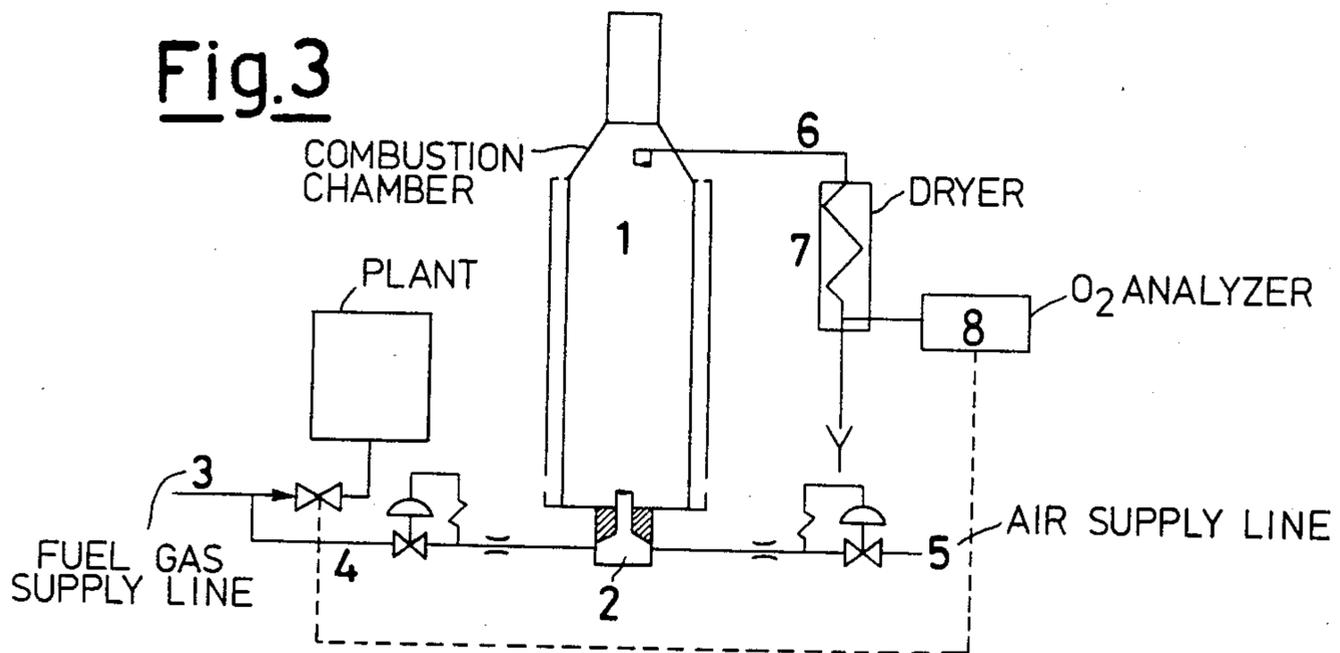 Fig.3
COMBUSTION
CHAMBER
6
DRYER
1
7
PLANT
O2 ANALYZER
8
3
4
FUEL GAS
SUPPLY LINE
2
5
AIR SUPPLY LINE